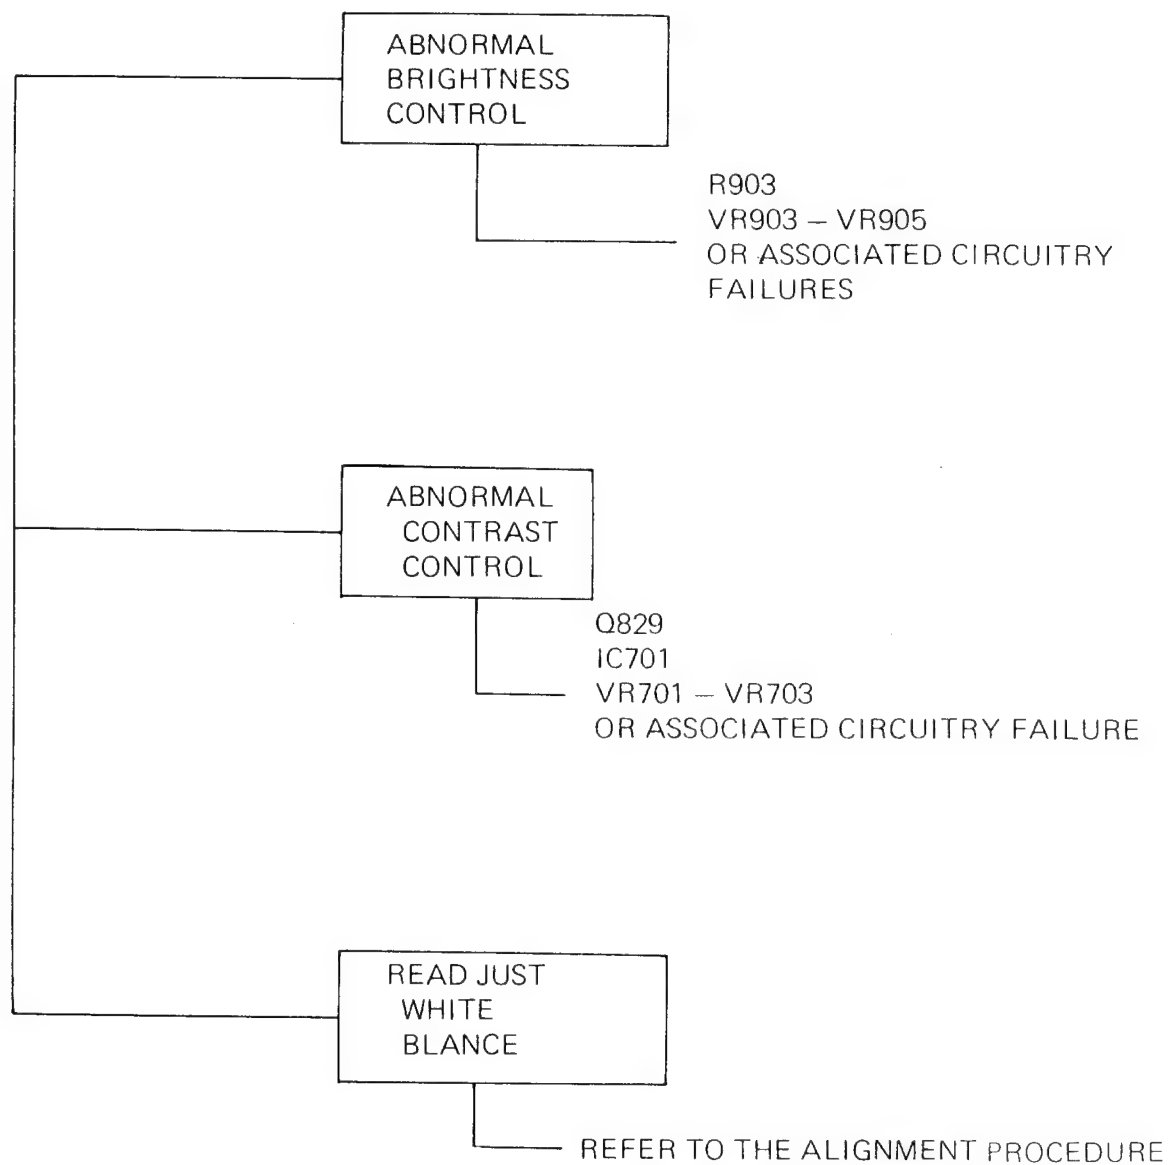 ABNORMAL
BRIGHTNESS
CONTROL
R903
VR903 – VR905
OR ASSOCIATED CIRCUITRY
FAILURES
ABNORMAL
CONTRAST
CONTROL
Q829
IC701
VR701 – VR703
OR ASSOCIATED CIRCUITRY FAILURE
READ JUST
WHITE
BLANCE
REFER TO THE ALIGNMENT PROCEDURE